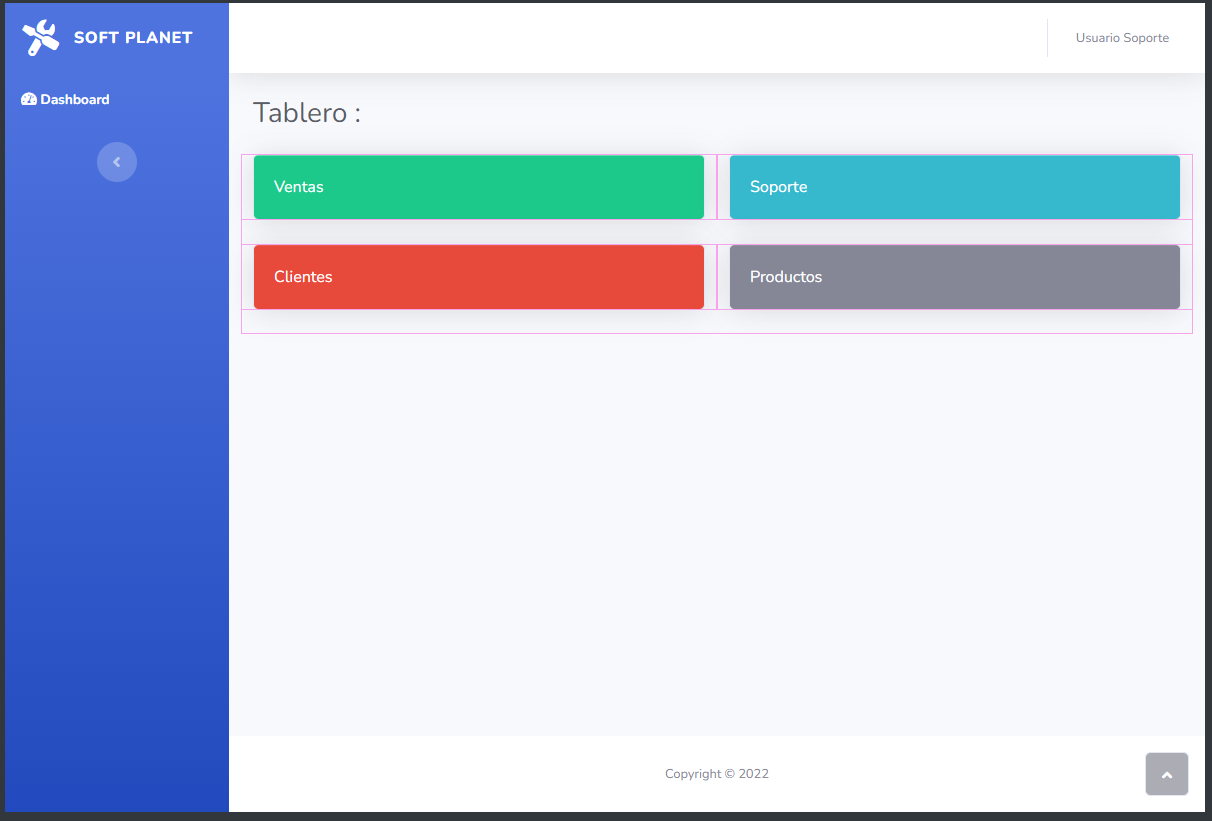 SOFT PLANET
Usuario Soporte
Dashboard
Tablero :
Ventas
Soporte
Clientes
Productos
Copyright © 2022